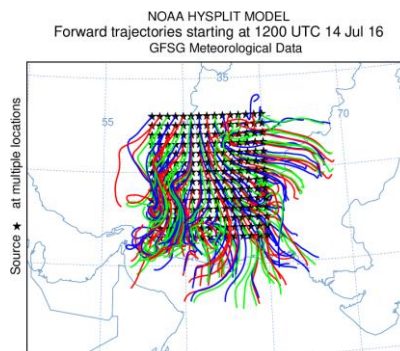 NOAA HYSPLIT MODEL
Forward trajectories starting at 1200 UTC 14 Jul 16
GFSG Meteorological Data
35
55
70
Source ★ at multiple locations